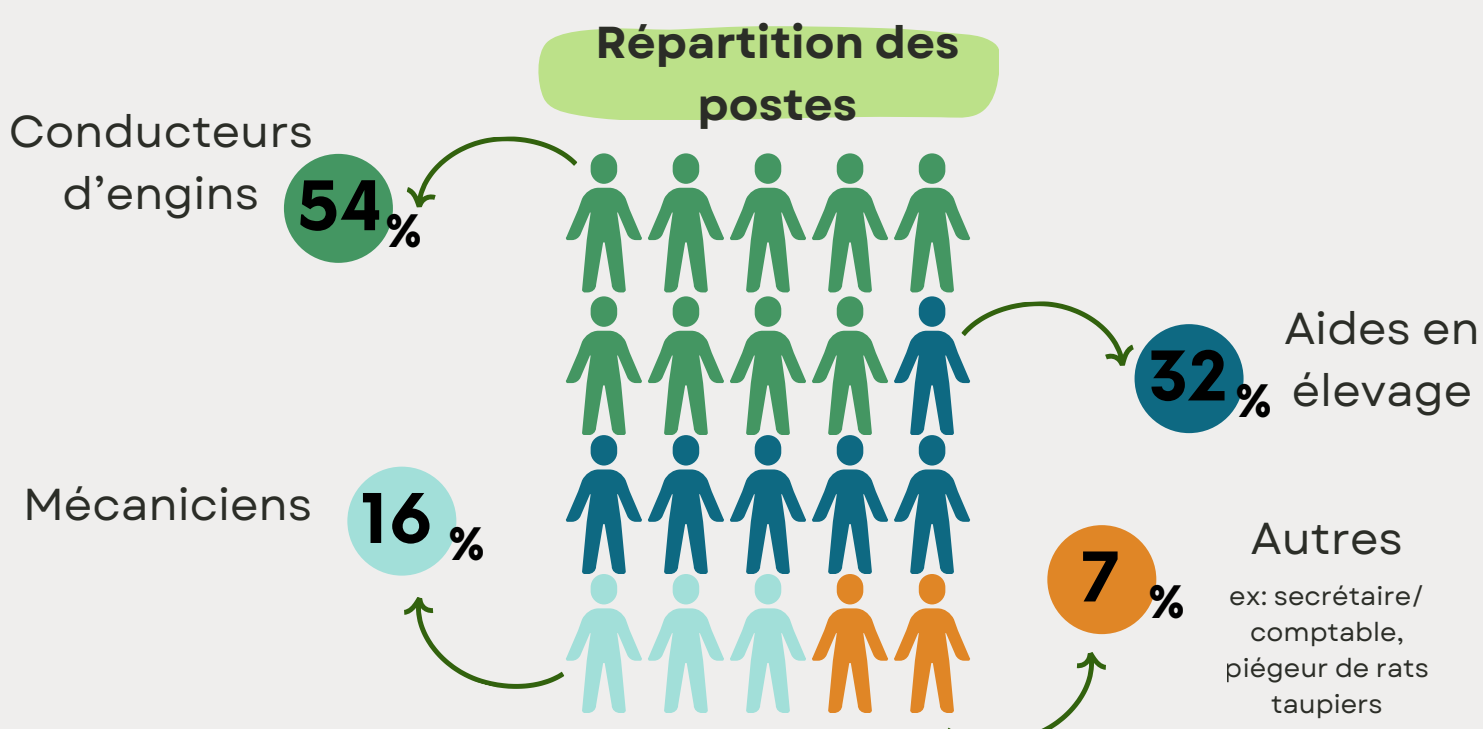 Répartition des
postes
Conducteurs
d'engins
54%
Aides en
élevage
32%
Mécaniciens
16 %
7 %
Autres
ex: secrétaire/
comptable,
piégeur de rats
taupiers